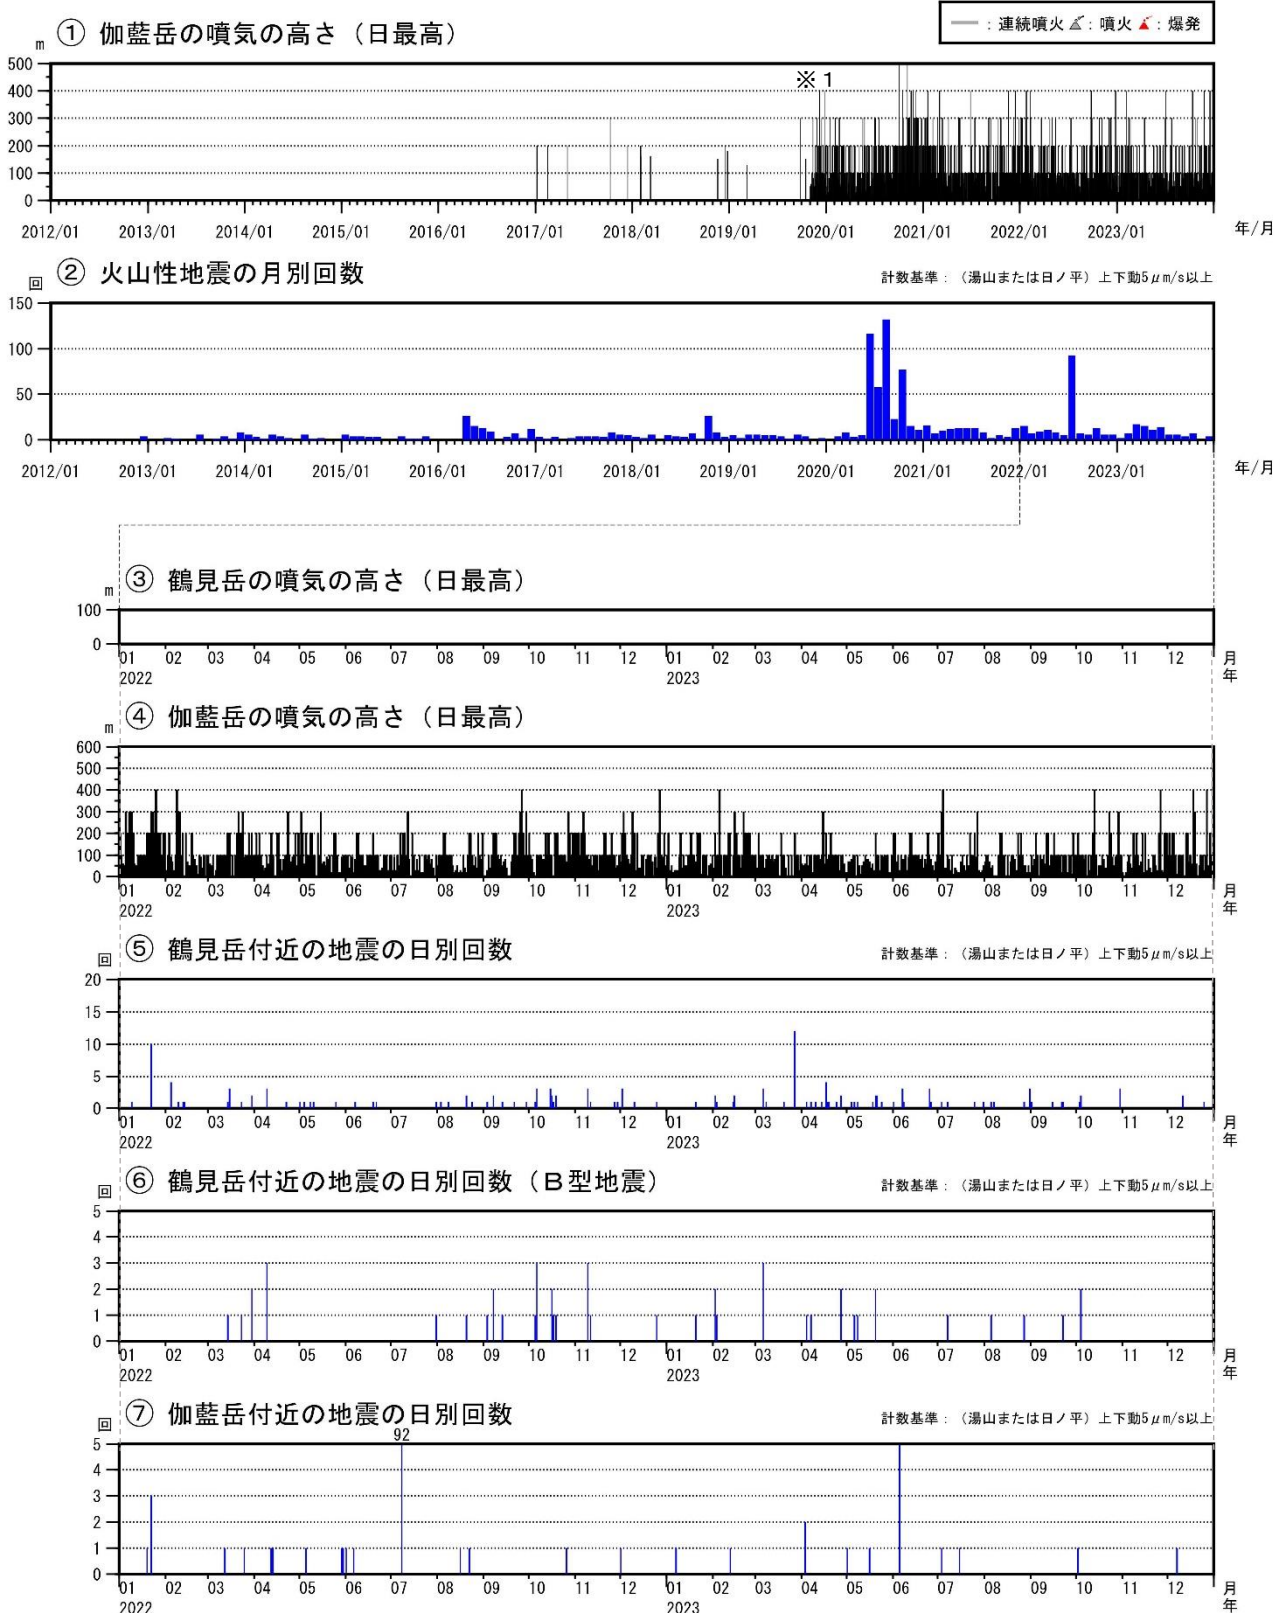 ① 伽藍岳の噴気の高さ（日最高）
― ：連続噴火 ：噴火 ：爆発
m
※1
500
400
300
200
100
0
2012/01 2013/01 2014/01 2015/01 2016/01 2017/01 2018/01 2019/01 2020/01 2021/01 2022/01 2023/01 年/月
② 火山性地震の月別回数
計数基準：（湯山または日ノ平）上下動5μm/s以上
回
150
100
50
0
2012/01 2013/01 2014/01 2015/01 2016/01 2017/01 2018/01 2019/01 2020/01 2021/01 2022/01 2023/01 年/月
③ 鶴見岳の噴気の高さ（日最高）
m
100
0
01 02 03 04 05 06 07 08 09 10 11 12 01 02 03 04 05 06 07 08 09 10 11 12 月
2022 2023 年
④ 伽藍岳の噴気の高さ（日最高）
m
600
500
400
300
200
100
0
01 02 03 04 05 06 07 08 09 10 11 12 01 02 03 04 05 06 07 08 09 10 11 12 月
2022 2023 年
⑤ 鶴見岳付近の地震の日別回数
計数基準：（湯山または日ノ平）上下動5μm/s以上
回
20
15
10
5
0
01 02 03 04 05 06 07 08 09 10 11 12 01 02 03 04 05 06 07 08 09 10 11 12 月
2022 2023 年
⑥ 鶴見岳付近の地震の日別回数（Ｂ型地震）
計数基準：（湯山または日ノ平）上下動5μm/s以上
回
5
4
3
2
1
0
01 02 03 04 05 06 07 08 09 10 11 12 01 02 03 04 05 06 07 08 09 10 11 12 月
2022 2023 年
⑦ 伽藍岳付近の地震の日別回数
計数基準：（湯山または日ノ平）上下動5μm/s以上
回
92
5
4
3
2
1
0
01 02 03 04 05 06 07 08 09 10 11 12 01 02 03 04 05 06 07 08 09 10 11 12 月
2022 2023 年